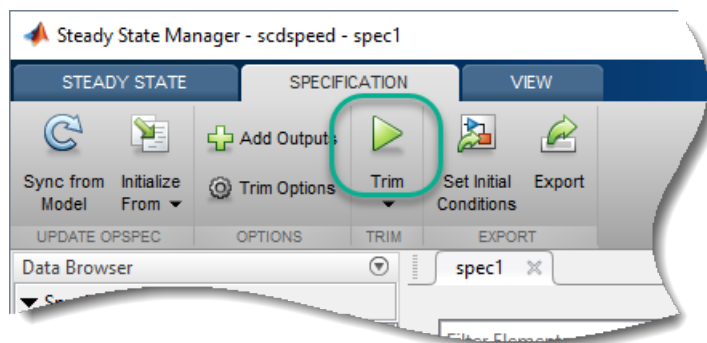 Steady State Manager - scdspeed - spec1
STEADY STATE
SPECIFICATION
VIEW
Sync from
Model
Initialize
From
Add Outputs
Trim Options
Trim
Set Initial
Conditions
Export
UPDATE OPSPEC
OPTIONS
TRIM
EXPORT
Data Browser
spec1